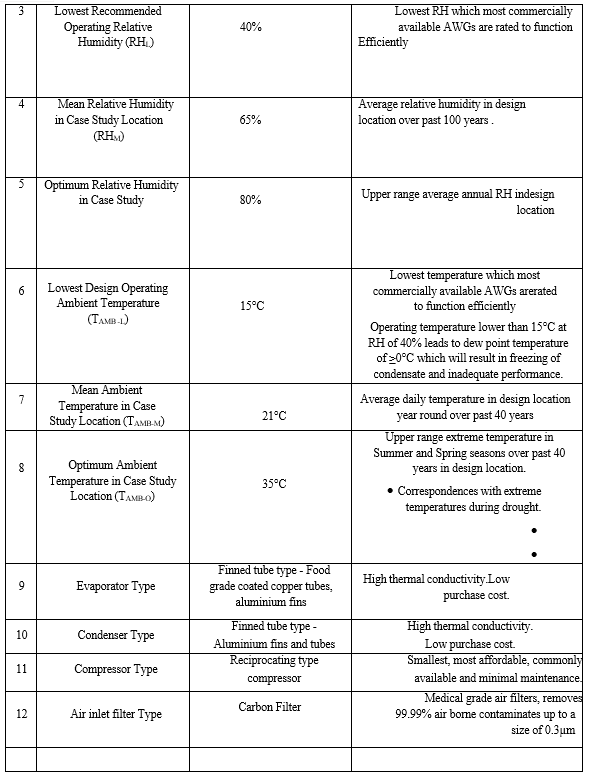 3
Lowest Recommended
Operating Relative
Humidity (RHL)
40%
Lowest RH which most commercially
available AWGs are rated to function
Efficiently
4
Mean Relative Humidity
in Case Study Location
(RHM)
65%
Average relative humidity in design
location over past 100 years .
5
Optimum Relative Humidity
in Case Study
80%
Upper range average annual RH indesign
location
6
Lowest Design Operating
Ambient Temperature
(TAMB -L)
15°C
Lowest temperature which most
commercially available AWGs arerated
to function efficiently
Operating temperature lower than 15°C at
RH of 40% leads to dew point temperature
of ≥0°C which will result in freezing of
condensate and inadequate performance.
7
Mean Ambient
Temperature in Case
Study Location (TAMB-M)
21°C
Average daily temperature in design location
year round over past 40 years
8
Optimum Ambient
Temperature in Case Study
Location (TAMB-O)
35°C
Upper range extreme temperature in
Summer and Spring seasons over past 40
years in design location.
• Correspondences with extreme
temperatures during drought.
•
•
9
Evaporator Type
Finned tube type - Food
grade coated copper tubes,
aluminium fins
High thermal conductivity.Low
purchase cost.
10
Condenser Type
Finned tube type -
Aluminium fins and tubes
High thermal conductivity.
Low purchase cost.
11
Compressor Type
Reciprocating type
compressor
Smallest, most affordable, commonly
available and minimal maintenance.
12
Air inlet filter Type
Carbon Filter
Medical grade air filters, removes
99.99% air borne contaminates up to a
size of 0.3µm